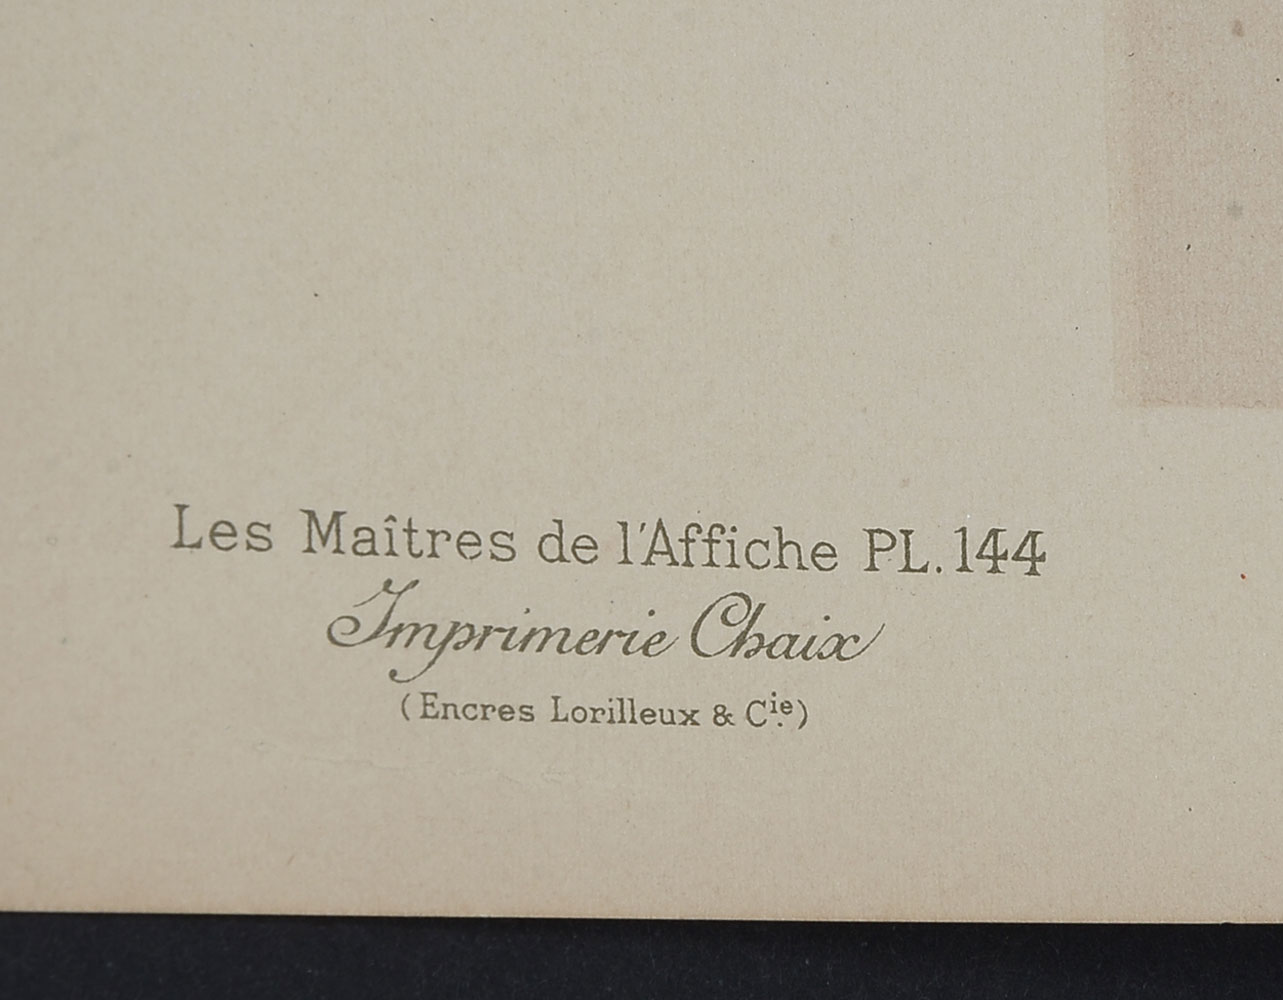 Les Maîtres de l'Affiche PL. 144
Imprimerie Chaix
(Encres Lorilleux & Cie)